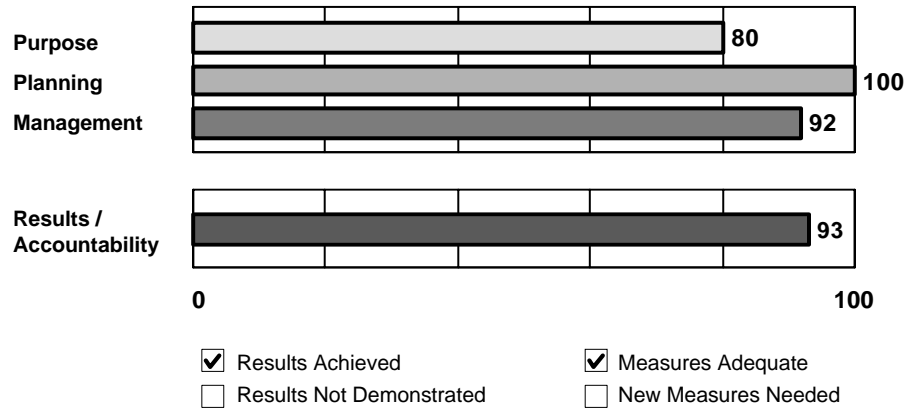 Purpose 80
Planning 100
Management 92
Results /
Accountability 93
0 100
Results Achieved Measures Adequate
Results Not Demonstrated New Measures Needed